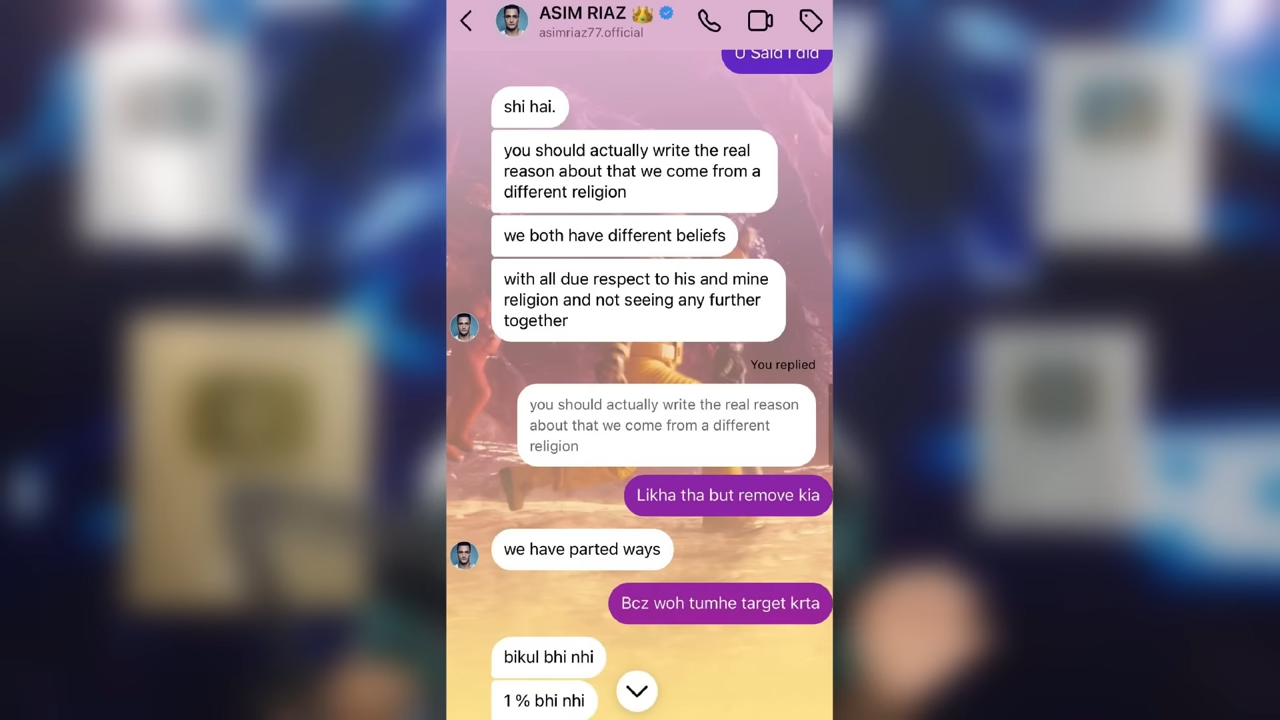 ASIM RIAZ 👑
asimriaz77.official
U Said I did
shi hai.
you should actually write the real
reason about that we come from a
different religion
we both have different beliefs
with all due respect to his and mine
religion and not seeing any further
together
You replied
you should actually write the real reason
about that we come from a different
religion
Likha tha but remove kia
we have parted ways
Bcz woh tumhe target krta
bikul bhi nhi
1 % bhi nhi